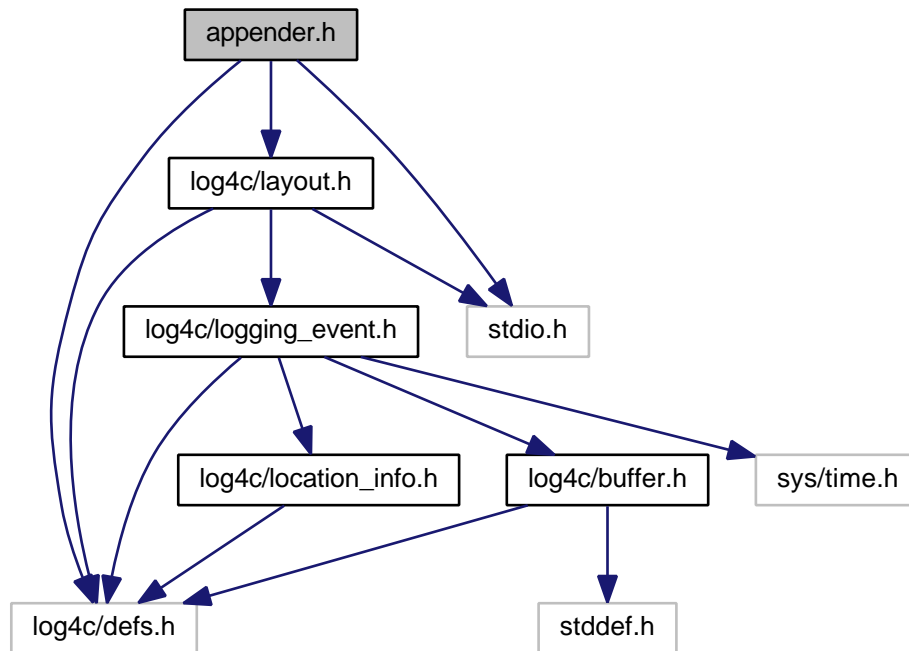 appender.h
log4c/layout.h
log4c/logging_event.h
stdio.h
log4c/location_info.h
log4c/buffer.h
sys/time.h
log4c/defs.h
stddef.h